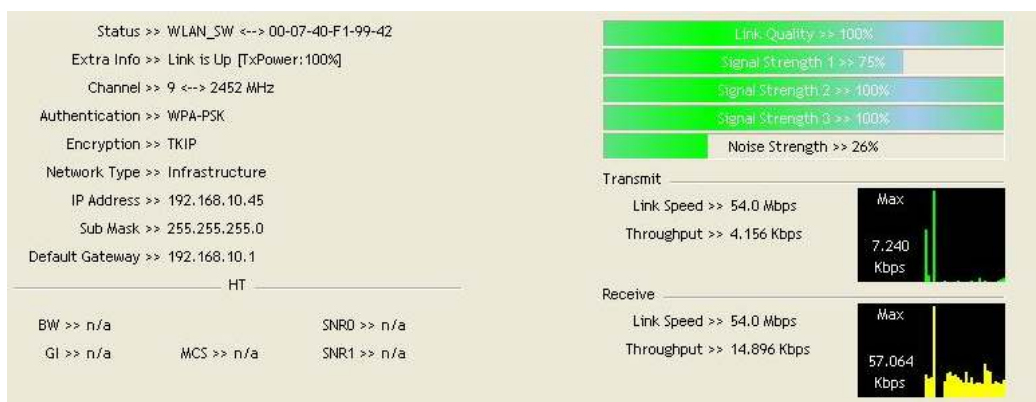 Status >> WLAN_SW <--> 00-07-40-F1-99-42
Extra Info >> Link is Up [TxPower:100%]
Channel >> 9 <--> 2452 MHz
Authentication >> WPA-PSK
Encryption >> TKIP
Network Type >> Infrastructure
IP Address >> 192.168.10.45
Sub Mask >> 255.255.255.0
Default Gateway >> 192.168.10.1
HT
BW >> n/a SNR0 >> n/a
GI >> n/a MCS >> n/a SNR1 >> n/a
Link Quality >> 100%
Signal Strength 1 >> 75%
Signal Strength 2 >> 100%
Signal Strength 3 >> 100%
Noise Strength >> 26%
Transmit
Link Speed >> 54.0 Mbps
Throughput >> 4.156 Kbps
Max
7.240
Kbps
Receive
Link Speed >> 54.0 Mbps
Throughput >> 14.896 Kbps
Max
57.064
Kbps